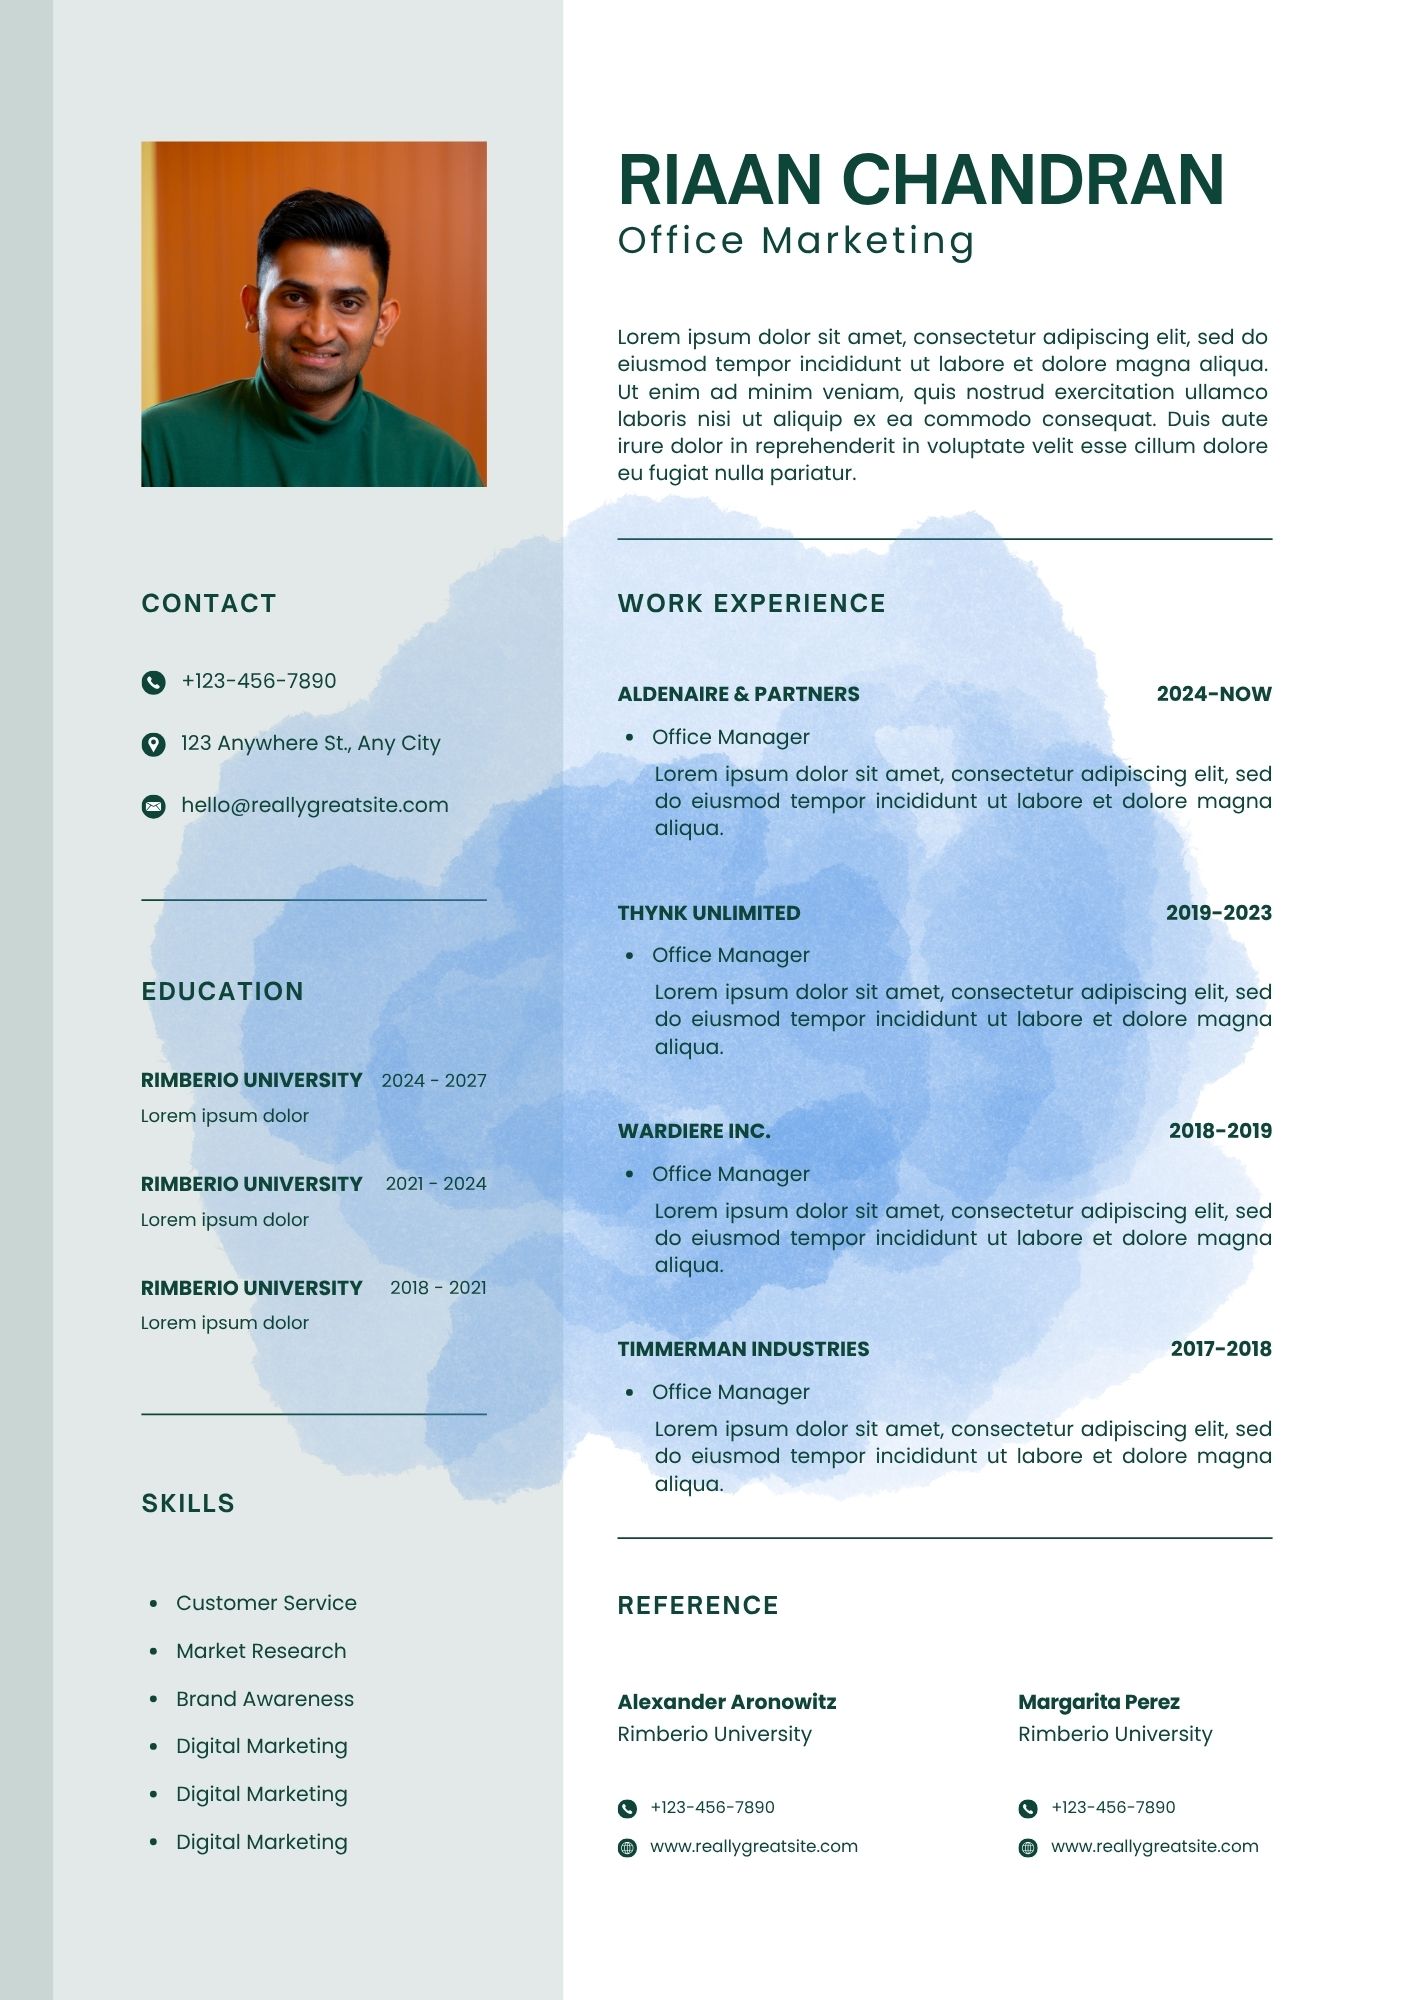 RIAAN CHANDRAN
Office Marketing
Lorem ipsum dolor sit amet, consectetur adipiscing elit, sed do
eiusmod tempor incididunt ut labore et dolore magna aliqua.
Ut enim ad minim veniam, quis nostrud exercitation ullamco
laboris nisi ut aliquip ex ea commodo consequat. Duis aute
irure dolor in reprehenderit in voluptate velit esse cillum dolore
eu fugiat nulla pariatur.
CONTACT
+123-456-7890
123 Anywhere St., Any City
hello@reallygreatsite.com
EDUCATION
RIMBERIO UNIVERSITY 2024 - 2027
Lorem ipsum dolor
RIMBERIO UNIVERSITY 2021 - 2024
Lorem ipsum dolor
RIMBERIO UNIVERSITY 2018 - 2021
Lorem ipsum dolor
SKILLS
• Customer Service
• Market Research
• Brand Awareness
• Digital Marketing
• Digital Marketing
• Digital Marketing
WORK EXPERIENCE
ALDENAIRE & PARTNERS 2024-NOW
• Office Manager
Lorem ipsum dolor sit amet, consectetur adipiscing elit, sed
do eiusmod tempor incididunt ut labore et dolore magna
aliqua.
THYNK UNLIMITED 2019-2023
• Office Manager
Lorem ipsum dolor sit amet, consectetur adipiscing elit, sed
do eiusmod tempor incididunt ut labore et dolore magna
aliqua.
WARDIERE INC. 2018-2019
• Office Manager
Lorem ipsum dolor sit amet, consectetur adipiscing elit, sed
do eiusmod tempor incididunt ut labore et dolore magna
aliqua.
TIMMERMAN INDUSTRIES 2017-2018
• Office Manager
Lorem ipsum dolor sit amet, consectetur adipiscing elit, sed
do eiusmod tempor incididunt ut labore et dolore magna
aliqua.
REFERENCE
Alexander Aronowitz
Rimberio University
+123-456-7890
www.reallygreatsite.com
Margarita Perez
Rimberio University
+123-456-7890
www.reallygreatsite.com